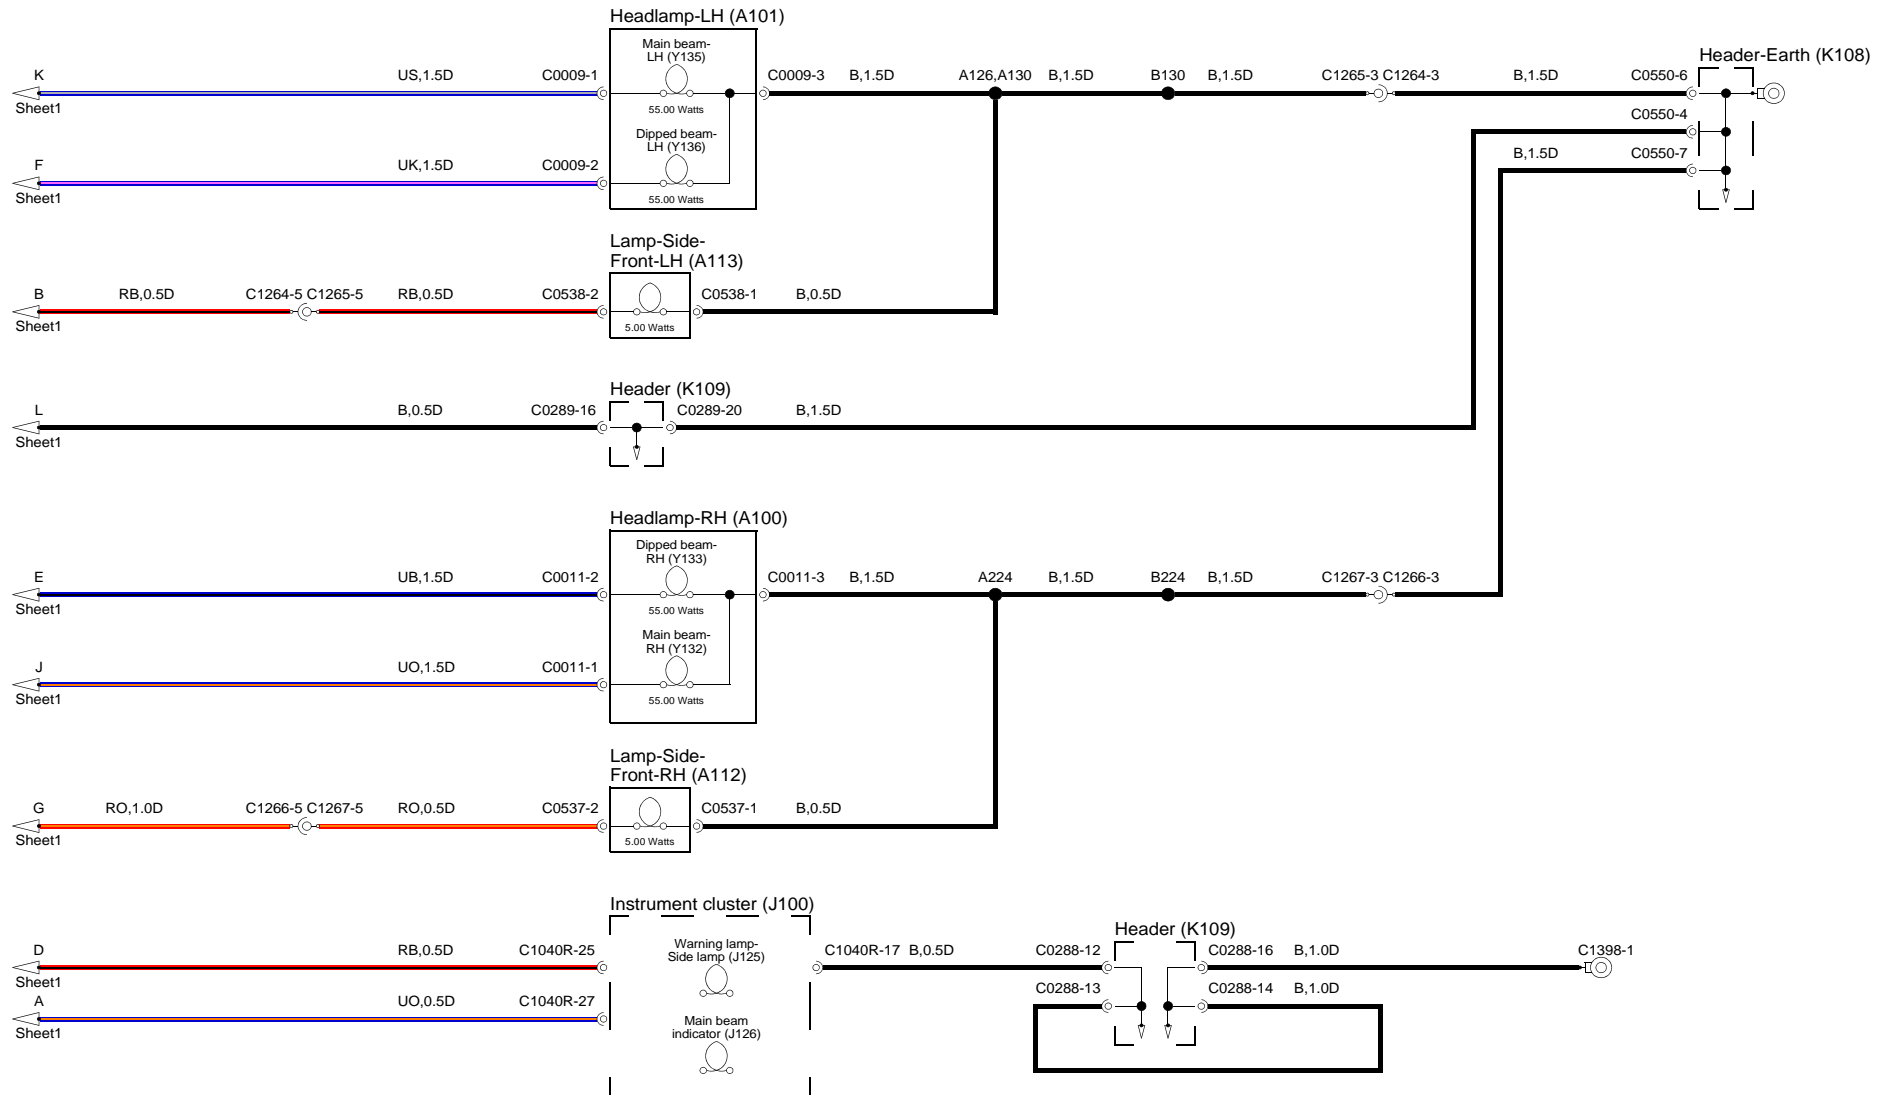 Headlamp-LH (A101)
Main beam-
LH (Y135)
Header-Earth (K108)
K US,1.5D C0009-1 C0009-3 B,1.5D A126,A130 B,1.5D B130 B,1.5D C1265-3 C1264-3 B,1.5D C0550-6
Sheet1
55.00 Watts
C0550-4
Dipped beam-
LH (Y136)
B,1.5D C0550-7
F UK,1.5D C0009-2
Sheet1
55.00 Watts
Lamp-Side-
Front-LH (A113)
B RB,0.5D C1264-5 C1265-5 RB,0.5D C0538-2 C0538-1 B,0.5D
Sheet1
5.00 Watts
Header (K109)
L B,0.5D C0289-16 C0289-20 B,1.5D
Sheet1
Headlamp-RH (A100)
Dipped beam-
RH (Y133)
E UB,1.5D C0011-2 C0011-3 B,1.5D A224 B,1.5D B224 B,1.5D C1267-3 C1266-3
Sheet1
55.00 Watts
Main beam-
RH (Y132)
J UO,1.5D C0011-1
Sheet1
55.00 Watts
Lamp-Side-
Front-RH (A112)
G RO,1.0D C1266-5 C1267-5 RO,0.5D C0537-2 C0537-1 B,0.5D
Sheet1
5.00 Watts
Instrument cluster (J100)
Header (K109)
Warning lamp-
Side lamp (J125)
D RB,0.5D C1040R-25 C1040R-17 B,0.5D C0288-12 C0288-16 B,1.0D C1398-1
Sheet1
C0288-13 C0288-14 B,1.0D
A UO,0.5D C1040R-27
Sheet1
Main beam
indicator (J126)